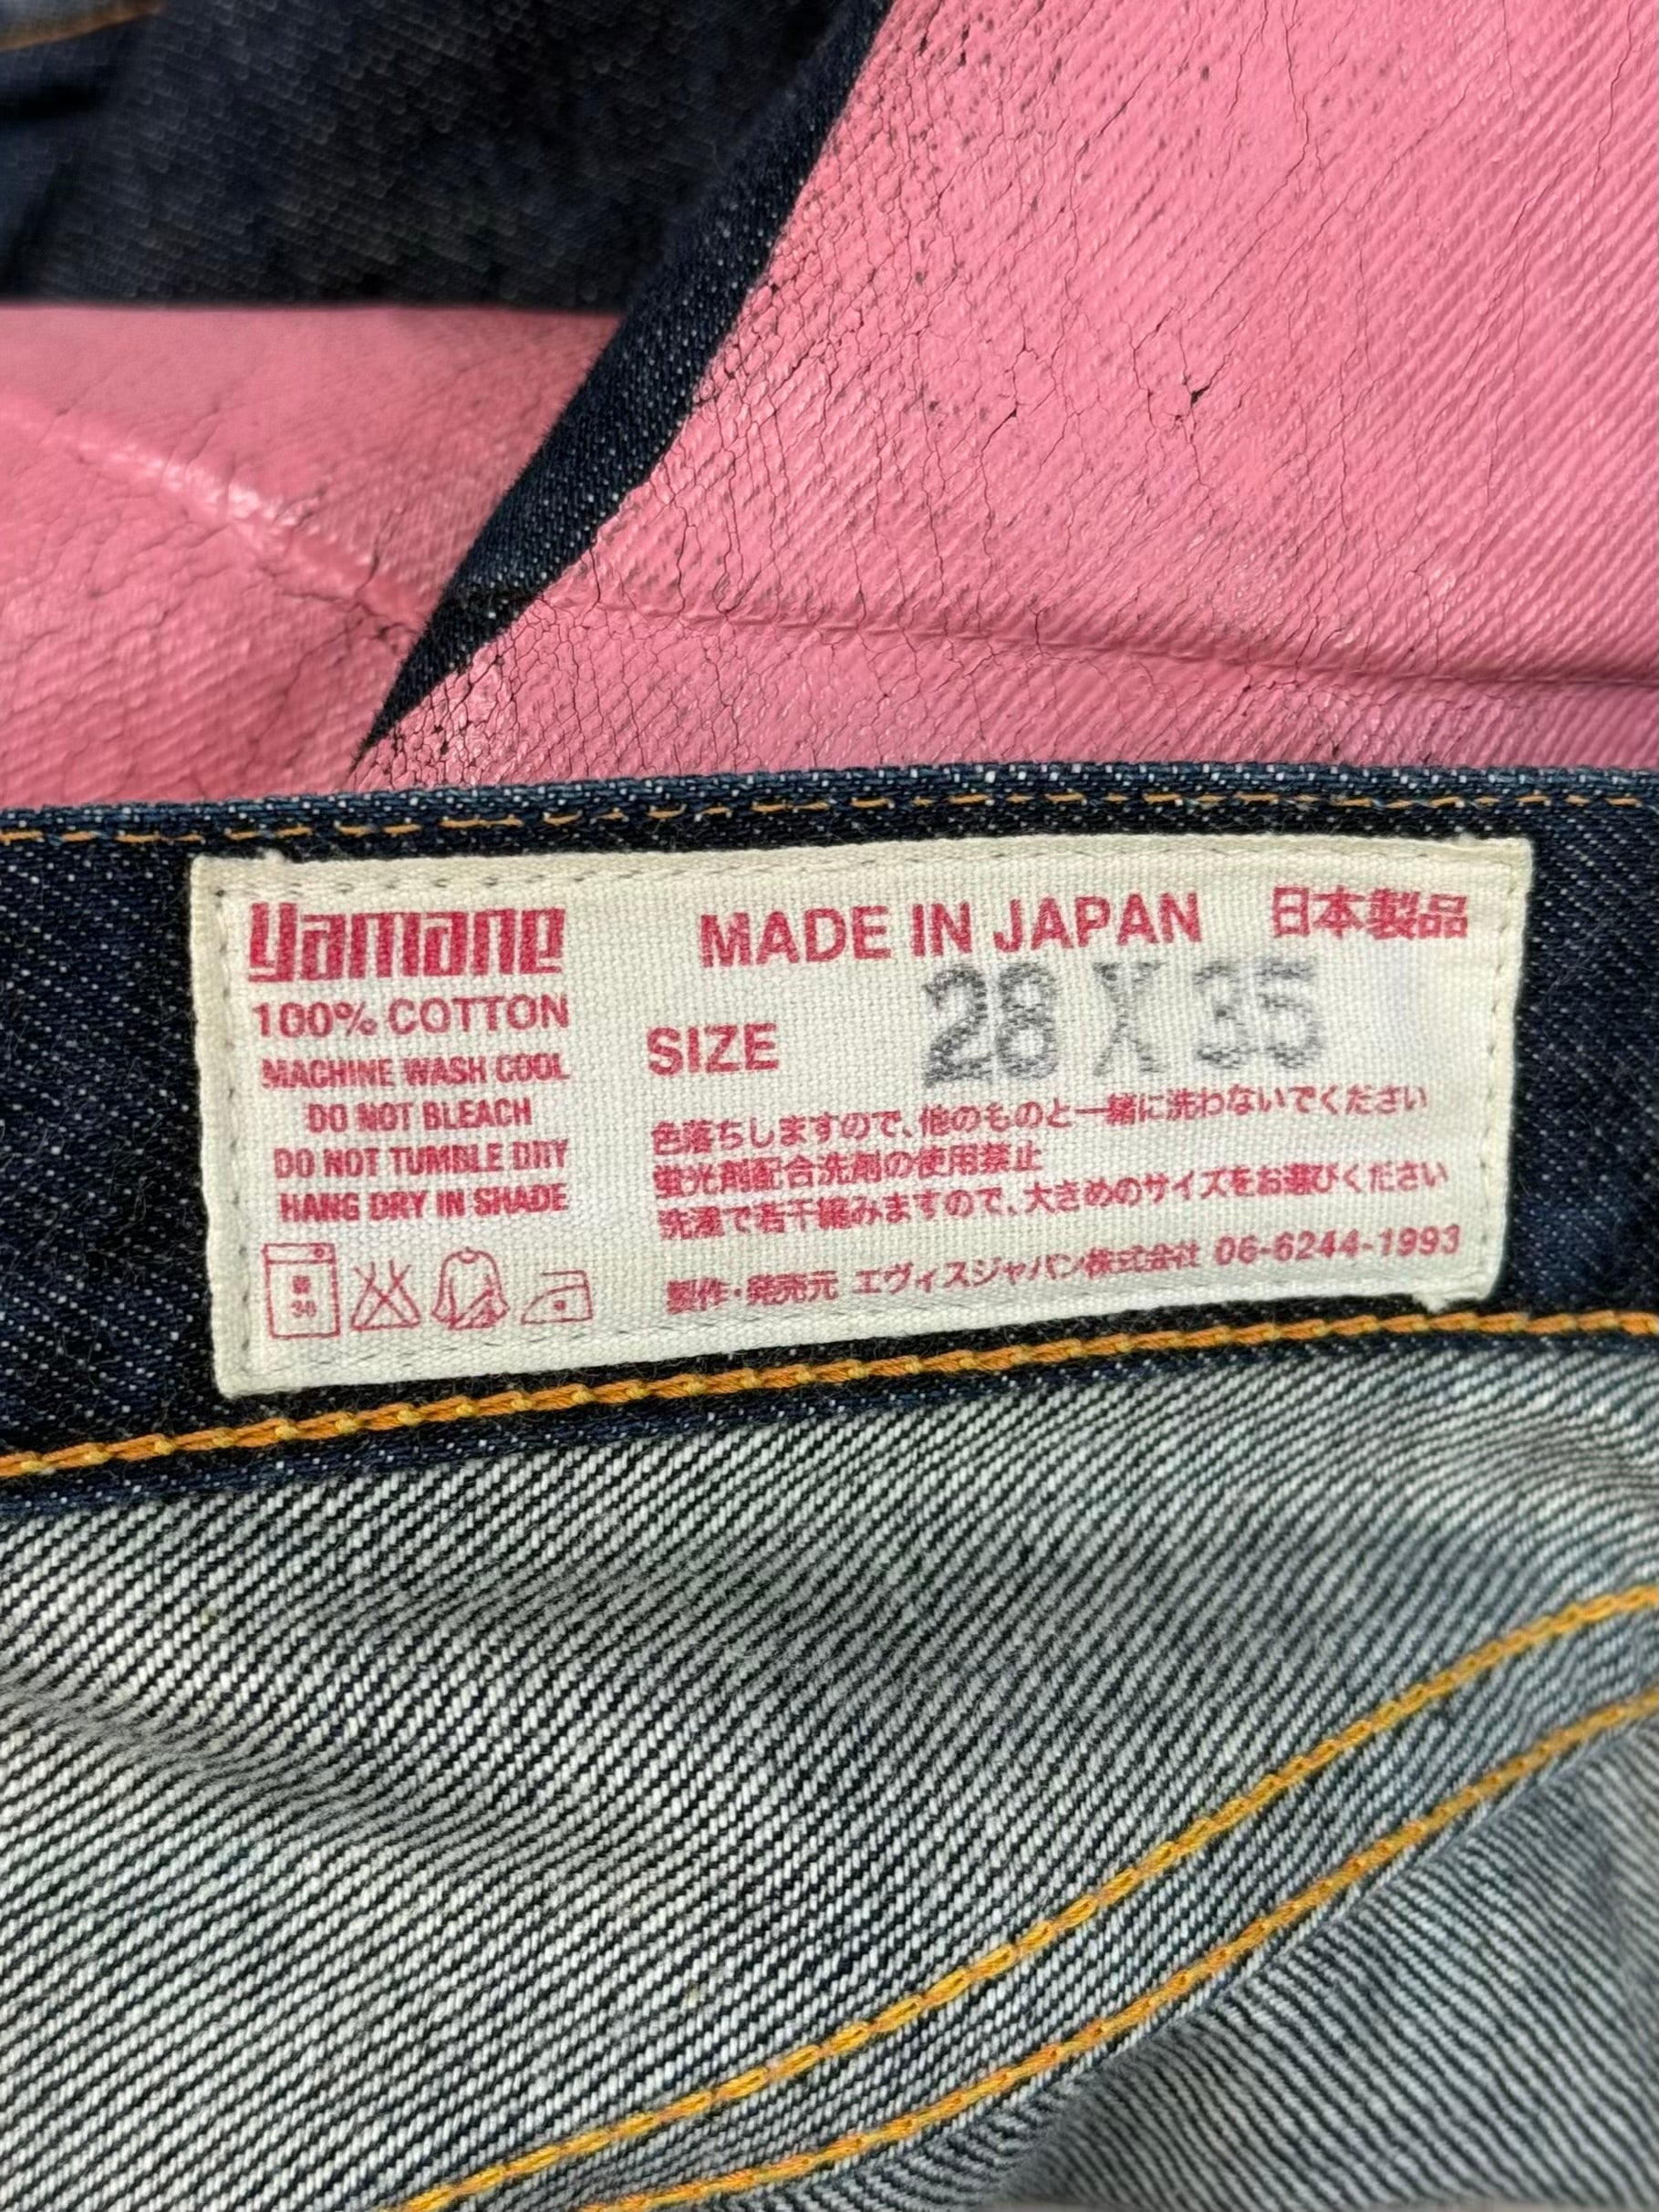 yamane
100% COTTON
MACHINE WASH COOL
DO NOT BLEACH
DO NOT TUMBLE DRY
HANG DRY IN SHADE
30
MADE IN JAPAN 日本製品
SIZE 28 X 35
色落ちしますので、他のものと一緒に洗わないでください
蛍光剤配合洗剤の使用禁止
洗濯で若干縮みますので、大きめのサイズをお選びください
製作・発売元 エヴィスジャパン株式会社 06-6244-1993